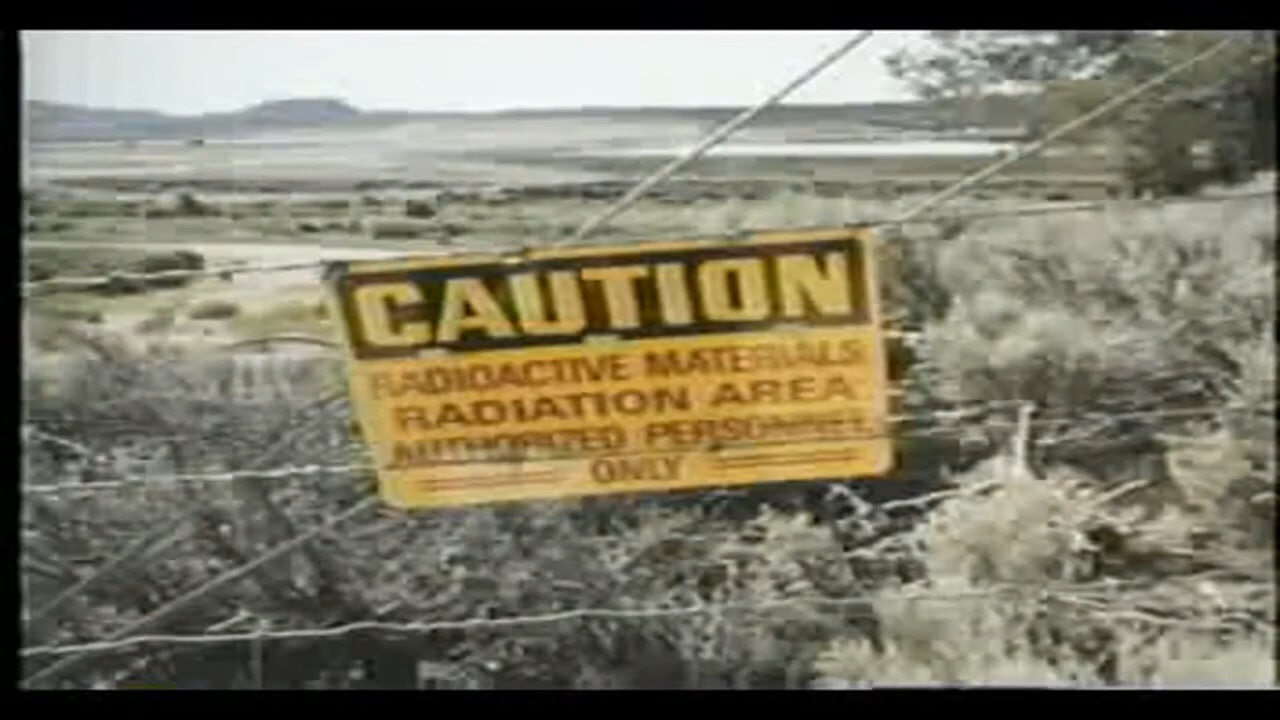 CAUTION
RADIOACTIVE MATERIALS
RADIATION AREA
AUTHORIZED PERSONNEL
ONLY